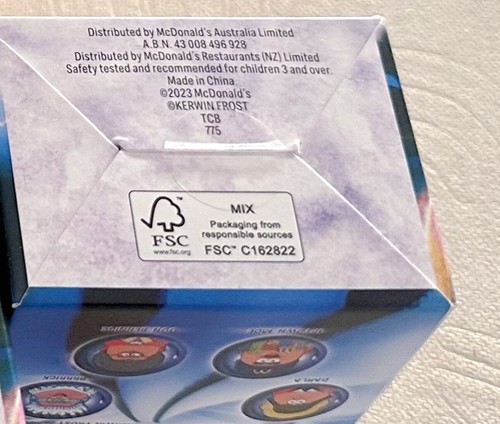 Distributed by McDonald's Australia Limited
A.B.N. 43 008 496 928
Distributed by McDonald's Restaurants (NZ) Limited
Safety tested and recommended for children 3 and over.
Made in China
©2023 McDonald's
©KERWIN FROST
TCB
775
FSC
www.fsc.org
MIX
Packaging from
responsible sources
FSC™ C162822
DARLA